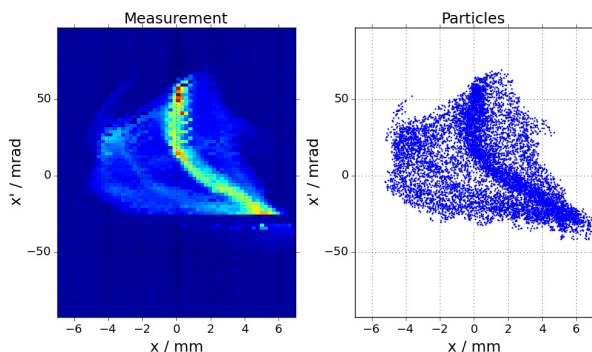 Measurement
x' / mrad
50
0
−50
−6 −4 −2 0 2 4 6
x / mm
Particles
x' / mrad
50
0
−50
−6 −4 −2 0 2 4 6
x / mm